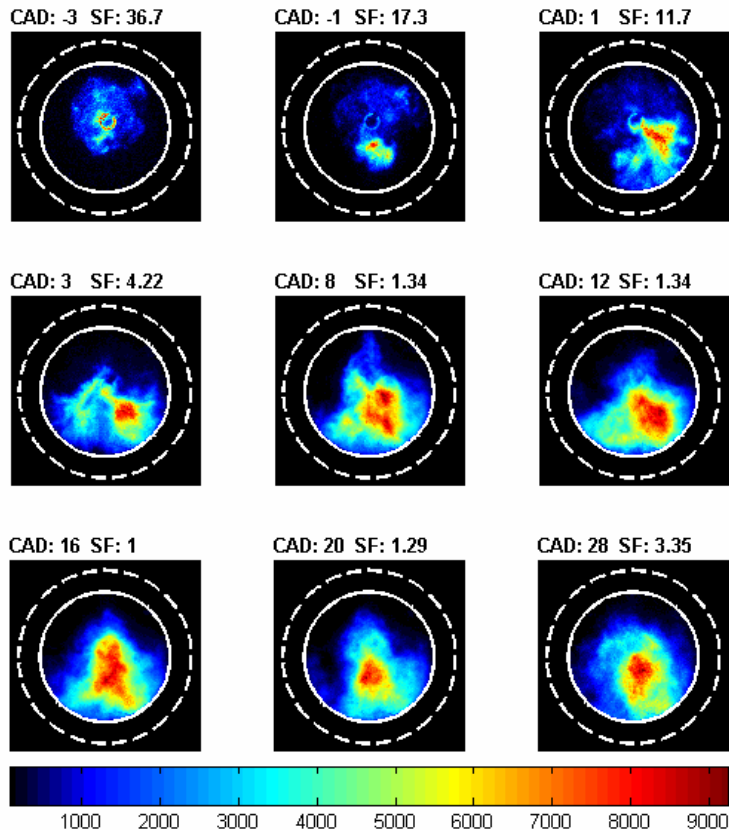 CAD: -3 SF: 36.7
CAD: -1 SF: 17.3
CAD: 1 SF: 11.7
CAD: 3 SF: 4.22
CAD: 8 SF: 1.34
CAD: 12 SF: 1.34
CAD: 16 SF: 1
CAD: 20 SF: 1.29
CAD: 28 SF: 3.35
1000 2000 3000 4000 5000 6000 7000 8000 9000